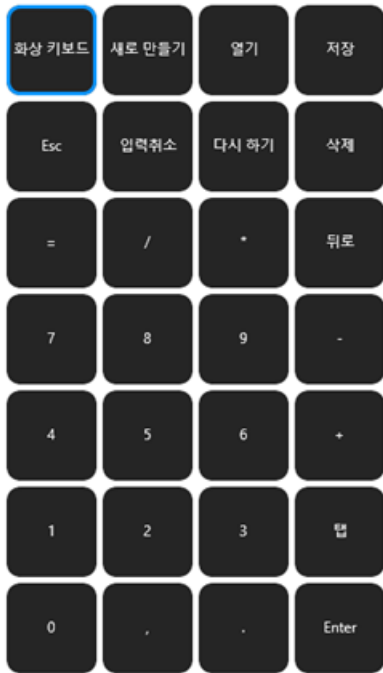 화상 키보드 새로 만들기 열기 저장
Esc 입력취소 다시 하기 삭제
= / * 뒤로
7 8 9 -
4 5 6 +
1 2 3 탭
0 , . Enter